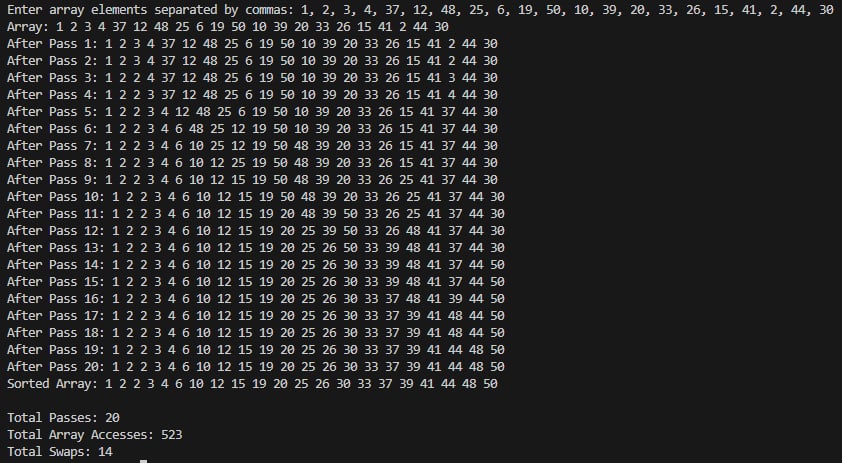 Enter array elements separated by commas: 1, 2, 3, 4, 37, 12, 48, 25, 6, 19, 50, 10, 39, 20, 33, 26, 15, 41, 2, 44, 30
Array: 1 2 3 4 37 12 48 25 6 19 50 10 39 20 33 26 15 41 2 44 30
After Pass 1: 1 2 3 4 37 12 48 25 6 19 50 10 39 20 33 26 15 41 2 44 30
After Pass 2: 1 2 3 4 37 12 48 25 6 19 50 10 39 20 33 26 15 41 2 44 30
After Pass 3: 1 2 2 4 37 12 48 25 6 19 50 10 39 20 33 26 15 41 3 44 30
After Pass 4: 1 2 2 3 37 12 48 25 6 19 50 10 39 20 33 26 15 41 4 44 30
After Pass 5: 1 2 2 3 4 12 48 25 6 19 50 10 39 20 33 26 15 41 37 44 30
After Pass 6: 1 2 2 3 4 6 48 25 12 19 50 10 39 20 33 26 15 41 37 44 30
After Pass 7: 1 2 2 3 4 6 10 25 12 19 50 48 39 20 33 26 15 41 37 44 30
After Pass 8: 1 2 2 3 4 6 10 12 25 19 50 48 39 20 33 26 15 41 37 44 30
After Pass 9: 1 2 2 3 4 6 10 12 15 19 50 48 39 20 33 26 25 41 37 44 30
After Pass 10: 1 2 2 3 4 6 10 12 15 19 50 48 39 20 33 26 25 41 37 44 30
After Pass 11: 1 2 2 3 4 6 10 12 15 19 20 48 39 50 33 26 25 41 37 44 30
After Pass 12: 1 2 2 3 4 6 10 12 15 19 20 25 39 50 33 26 48 41 37 44 30
After Pass 13: 1 2 2 3 4 6 10 12 15 19 20 25 26 50 33 39 48 41 37 44 30
After Pass 14: 1 2 2 3 4 6 10 12 15 19 20 25 26 30 33 39 48 41 37 44 50
After Pass 15: 1 2 2 3 4 6 10 12 15 19 20 25 26 30 33 39 48 41 37 44 50
After Pass 16: 1 2 2 3 4 6 10 12 15 19 20 25 26 30 33 37 48 41 39 44 50
After Pass 17: 1 2 2 3 4 6 10 12 15 19 20 25 26 30 33 37 39 41 48 44 50
After Pass 18: 1 2 2 3 4 6 10 12 15 19 20 25 26 30 33 37 39 41 48 44 50
After Pass 19: 1 2 2 3 4 6 10 12 15 19 20 25 26 30 33 37 39 41 44 48 50
After Pass 20: 1 2 2 3 4 6 10 12 15 19 20 25 26 30 33 37 39 41 44 48 50
Sorted Array: 1 2 2 3 4 6 10 12 15 19 20 25 26 30 33 37 39 41 44 48 50
Total Passes: 20
Total Array Accesses: 523
Total Swaps: 14